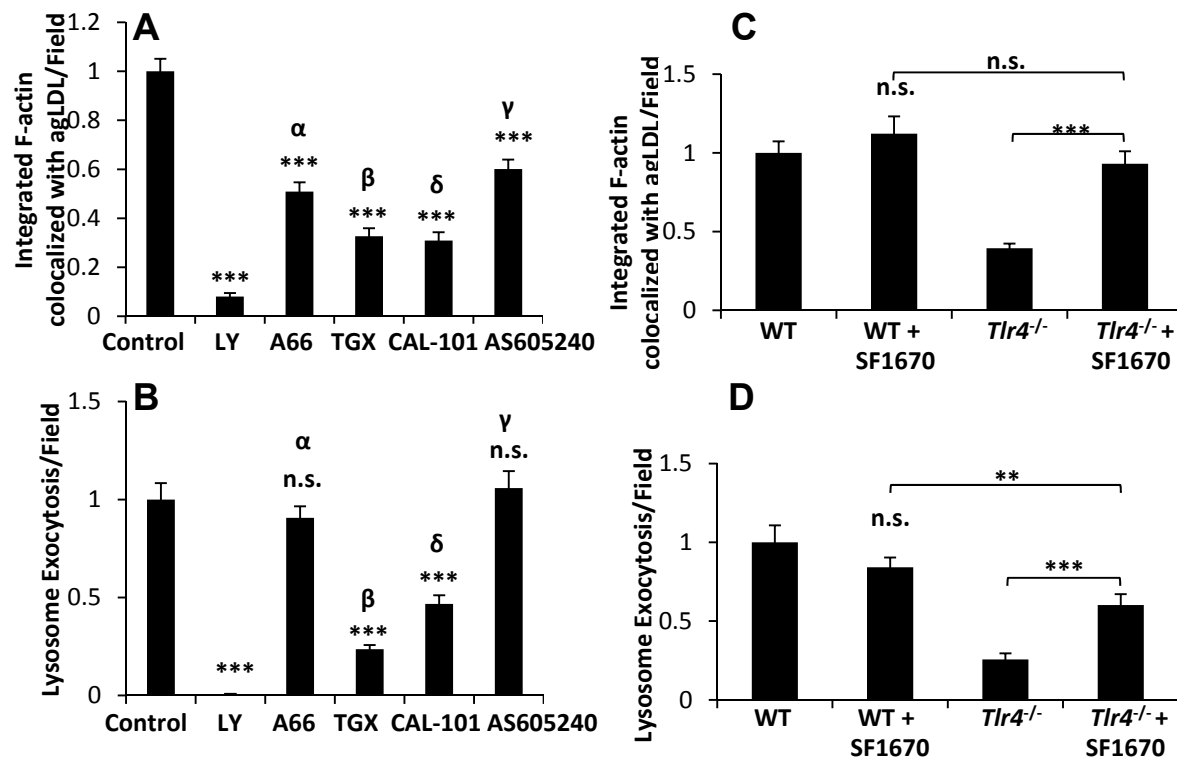 A
Integrated F-actin
colocalized with agLDL/Field
1
0.8
0.6
0.4
0.2
0
***
α
***
β
***
δ
***
γ
***
Control LY A66 TGX CAL-101 AS605240
B
Lysosome Exocytosis/Field
1.5
1
0.5
0
***
α
n.s.
β
***
δ
***
γ
n.s.
Control LY A66 TGX CAL-101 AS605240
C
Integrated F-actin
colocalized with agLDL/Field
1.5
1
0.5
0
n.s.
n.s.
***
WT WT + Tlr4-/- Tlr4-/- +
SF1670 SF1670
D
Lysosome Exocytosis/Field
1.5
1
0.5
0
**
n.s.
***
WT WT + Tlr4-/- Tlr4-/- +
SF1670 SF1670